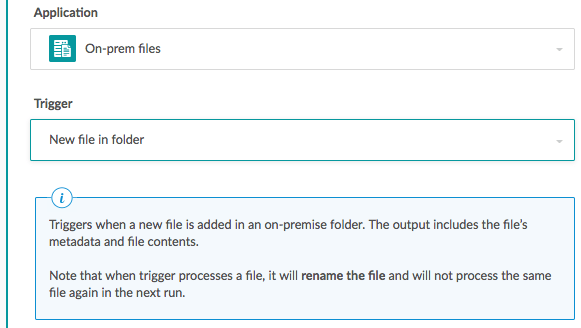 Application
On-prem files
Trigger
New file in folder
i
Triggers when a new file is added in an on-premise folder. The output includes the file's
metadata and file contents.
Note that when trigger processes a file, it will rename the file and will not process the same
file again in the next run.